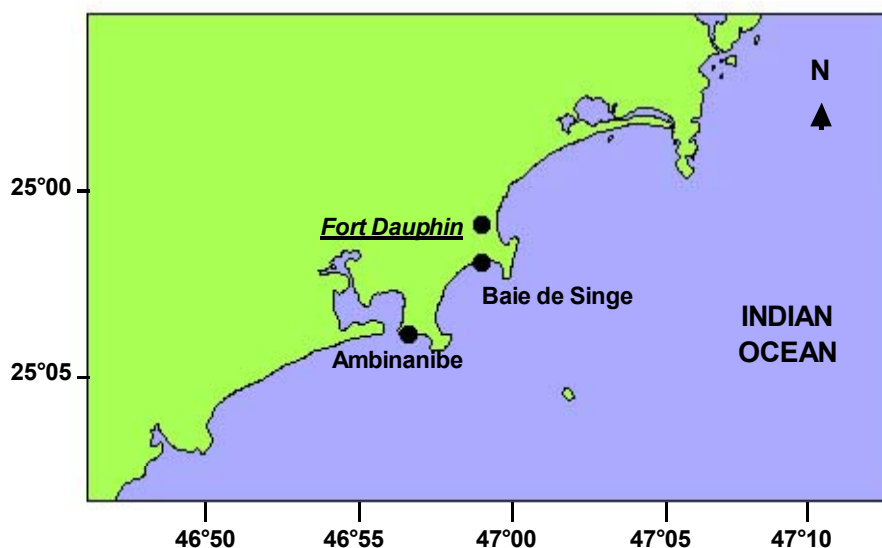 N
25°00
Fort Dauphin
Baie de Singe
INDIAN
OCEAN
Ambinanibe
25°05
46°50
46°55
47°00
47°05
47°10